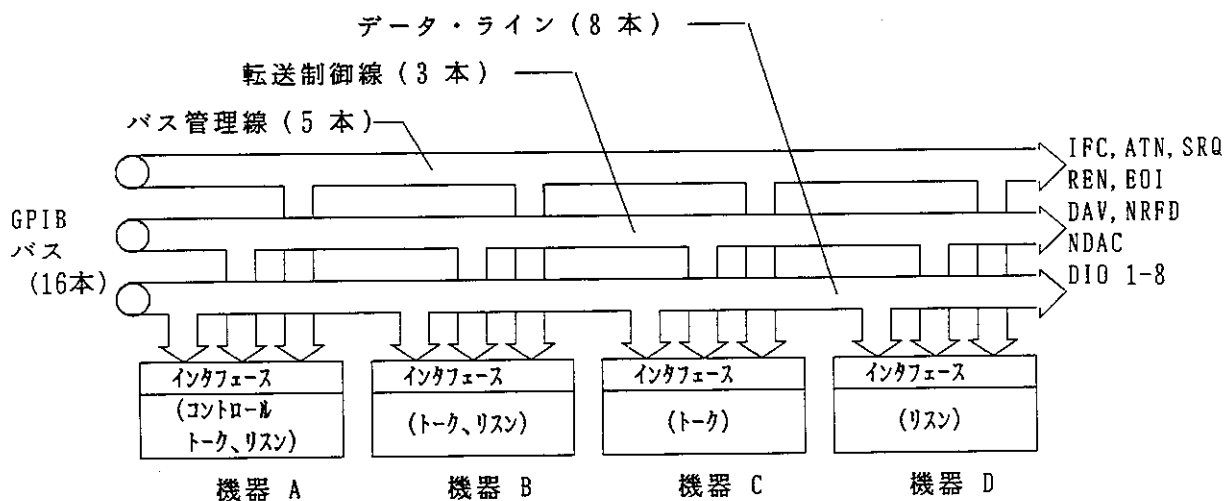 データ・ライン(8 本)
転送制御線(3 本)
バス管理線(5 本)
IFC, ATN, SRQ
REN, EOI
GPIB
バス
(16本)
DAV, NRFD
NDAC
DIO 1-8
インタフェース
(コントロール
トーク、リスン)
機器 A
インタフェース
(トーク、リスン)
機器 B
インタフェース
(トーク)
機器 C
インタフェース
(リスン)
機器 D